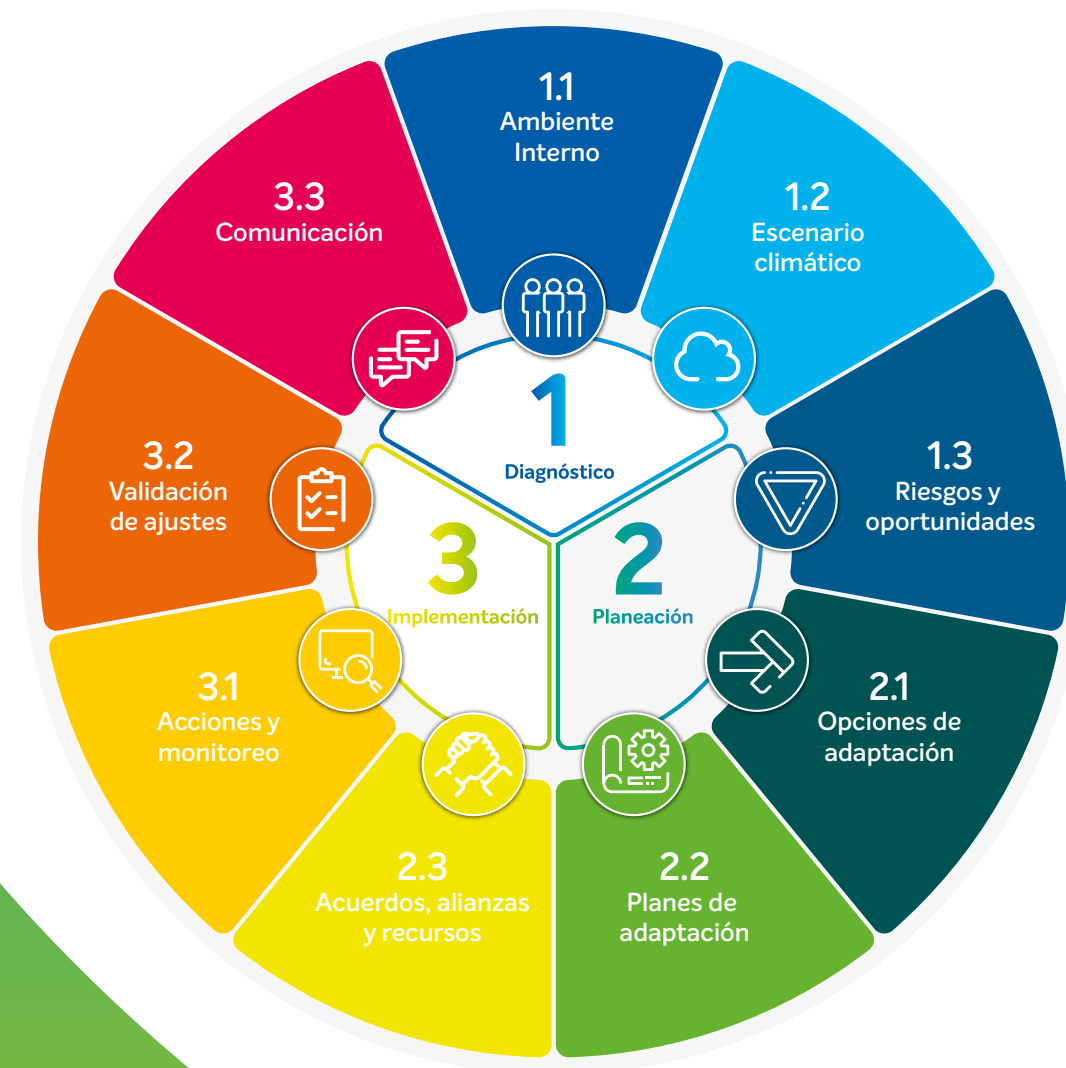 1.1
Ambiente
Interno
1.2
Escenario
climático
1.3
Riesgos y
oportunidades
2.1
Opciones de
adaptación
2.2
Planes de
adaptación
2.3
Acuerdos, alianzas
y recursos
3.1
Acciones y
monitoreo
3.2
Validación
de ajustes
3.3
Comunicación
1
Diagnóstico
2
Planeación
3
Implementación